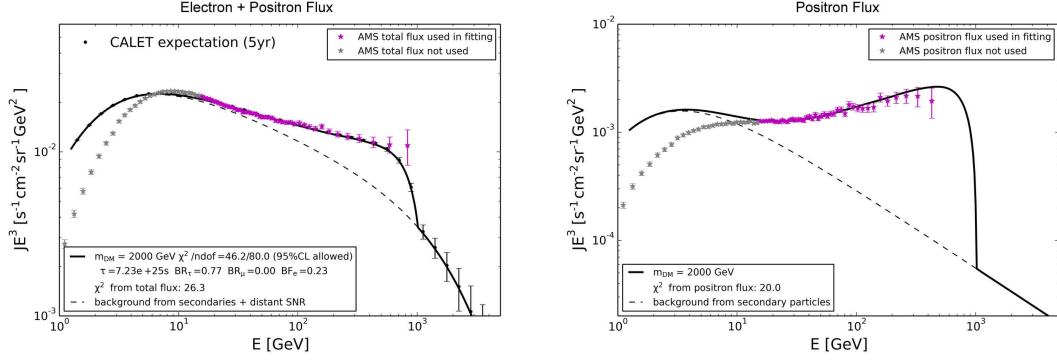 Electron + Positron Flux
CALET expectation (5yr)
AMS total flux used in fitting
AMS total flux not used
JE³ [s⁻¹cm⁻²sr⁻¹GeV²]
10⁻²
10⁻³
m_DM = 2000 GeV χ² /ndof =46.2/80.0 (95%CL allowed)
τ=7.23e+25s BR_τ=0.77 BR_μ=0.00 BF_e=0.23
χ² from total flux: 26.3
background from secondaries + distant SNR
10⁰ 10¹ 10² 10³
E [GeV]
Positron Flux
AMS positron flux used in fitting
AMS positron flux not used
JE³ [s⁻¹cm⁻²sr⁻¹GeV²]
10⁻²
10⁻³
10⁻⁴
m_DM = 2000 GeV
χ² from positron flux: 20.0
background from secondary particles
10⁰ 10¹ 10² 10³
E [GeV]